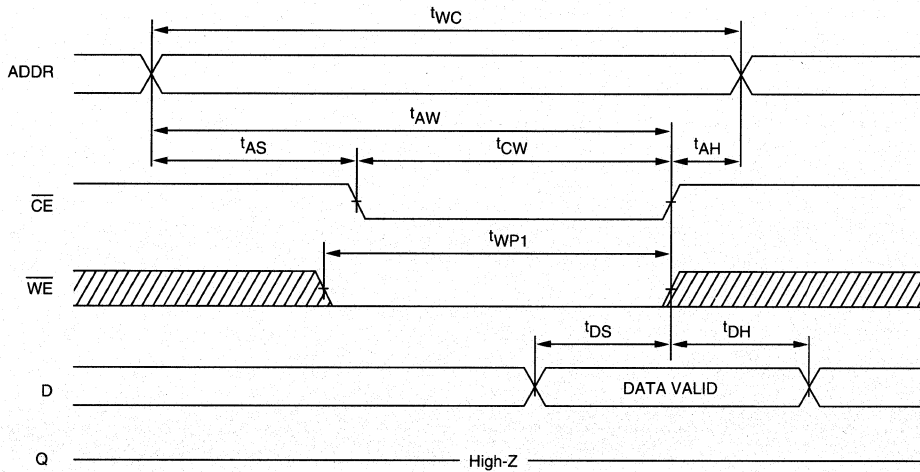 tWC
ADDR
tAW
tAS
tCW
tAH
CE
tWP1
WE
tDS
tDH
D
DATA VALID
Q
High-Z